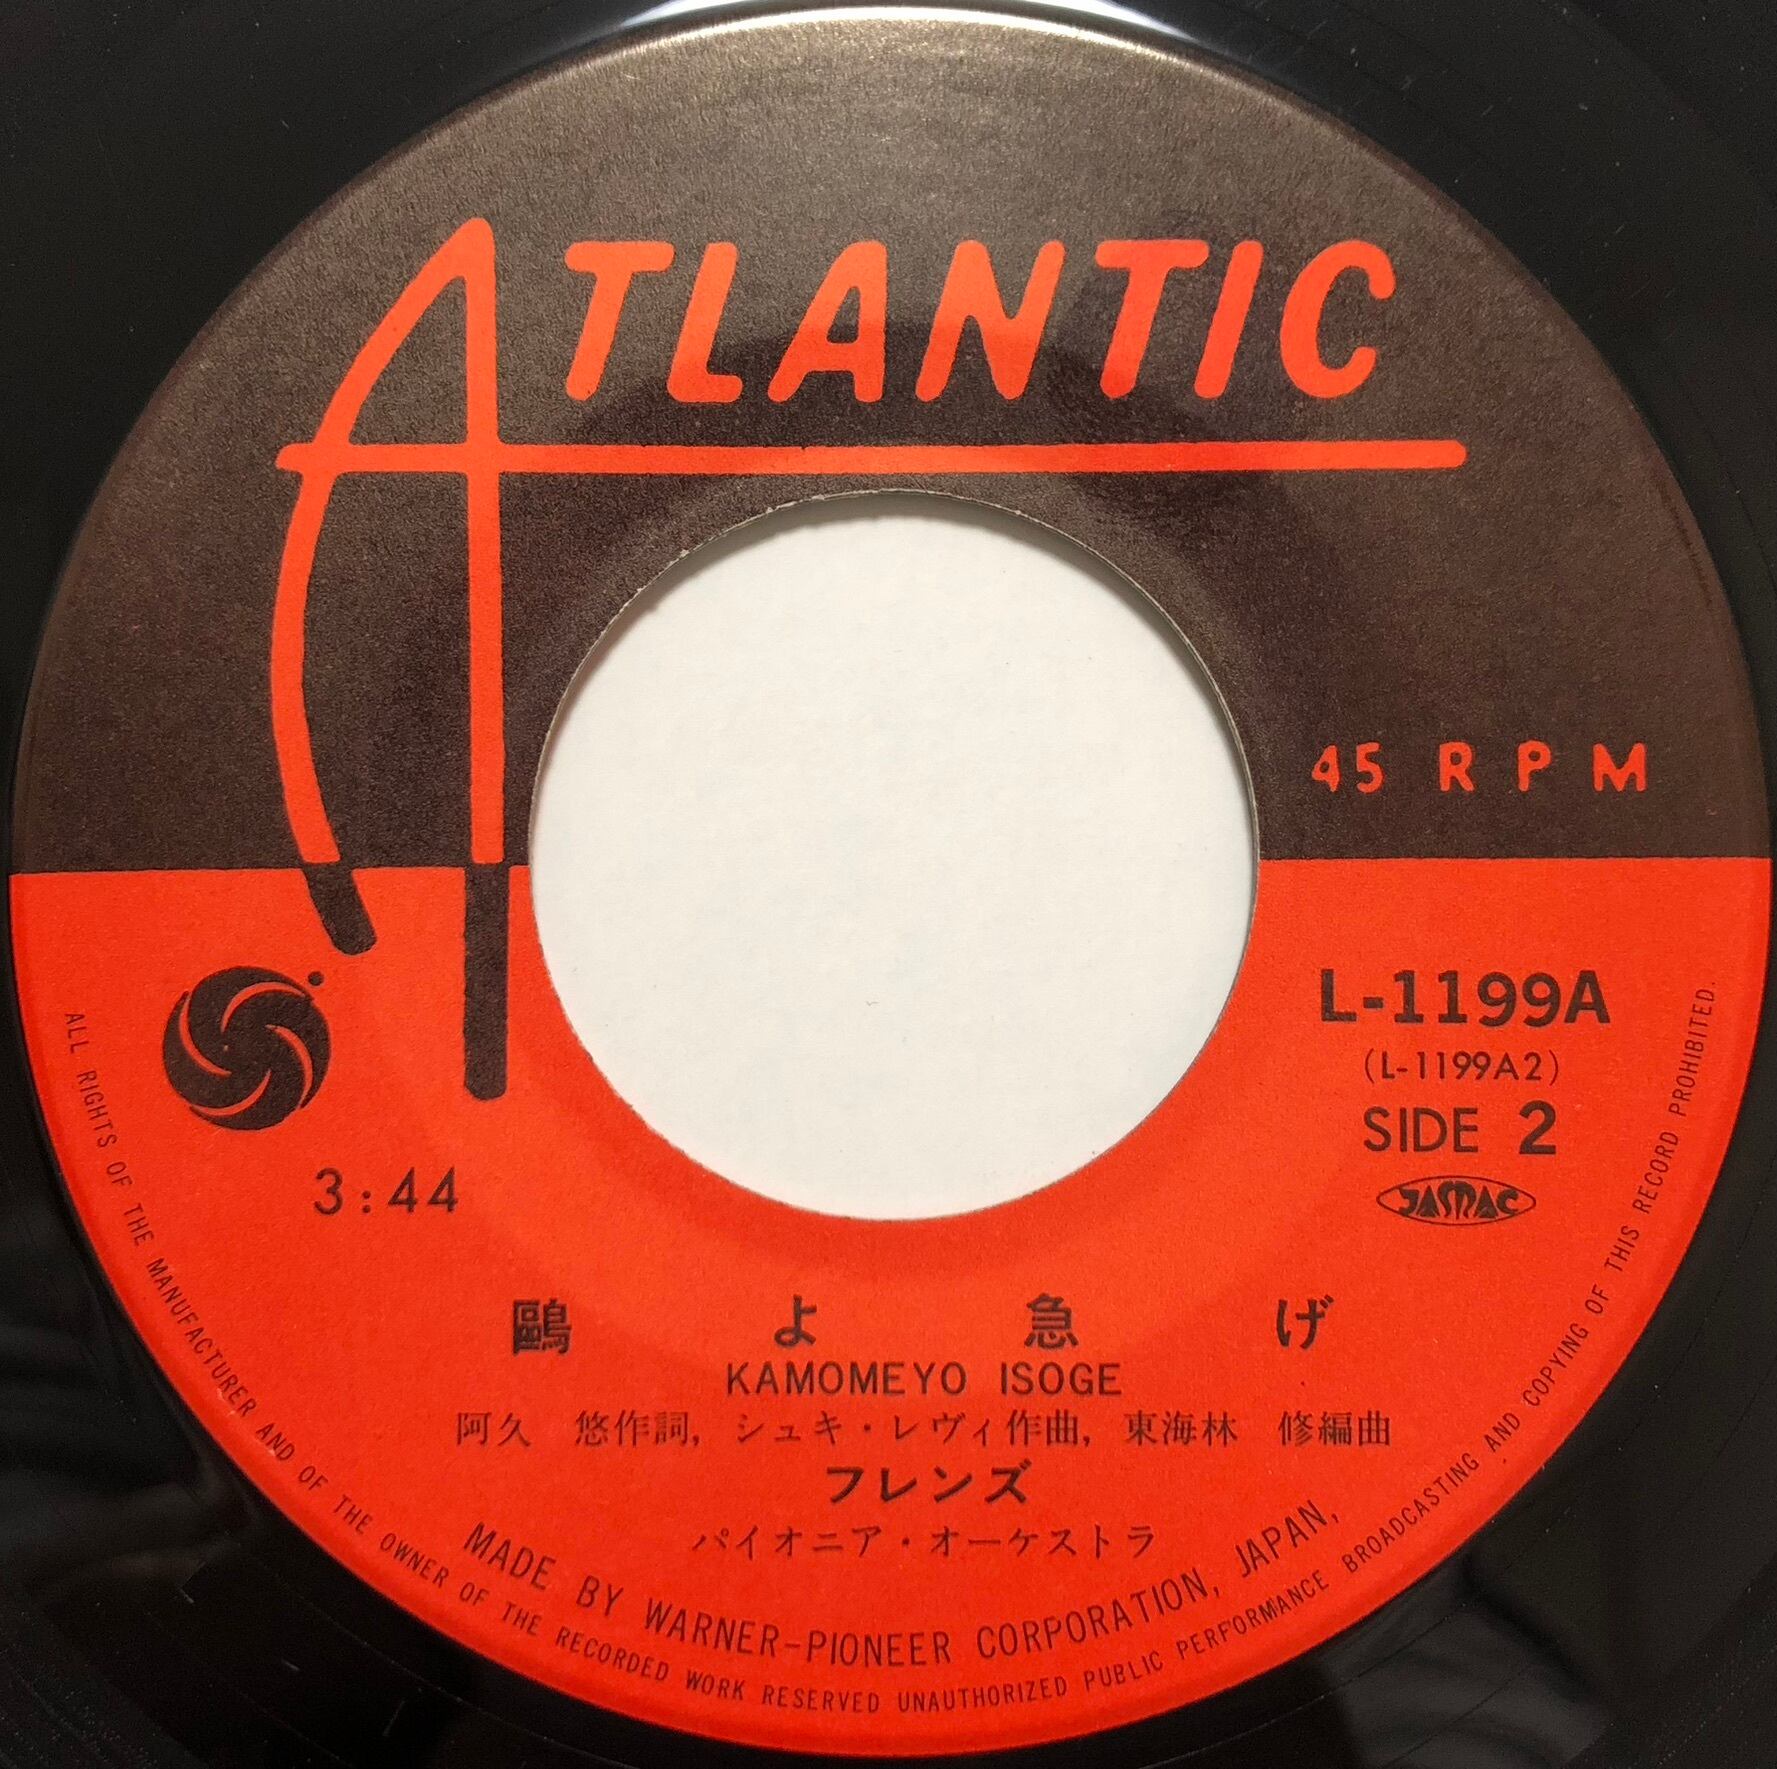 ATLANTIC
45 RPM
L-1199A
(L-1199A2)
SIDE 2
JASRAC
3:44
鷗よ急げ
KAMOMEYO ISOGE
阿久 悠作詞, シュキ・レヴィ作曲, 東海林 修編曲
フレンズ
パイオニア・オーケストラ
MADE BY WARNER-PIONEER CORPORATION, JAPAN,
ALL RIGHTS OF THE MANUFACTURER AND OF THE OWNER OF THE RECORDED WORK RESERVED UNAUTHORIZED PUBLIC PERFORMANCE BROADCASTING AND COPYING OF THIS RECORD PROHIBITED.